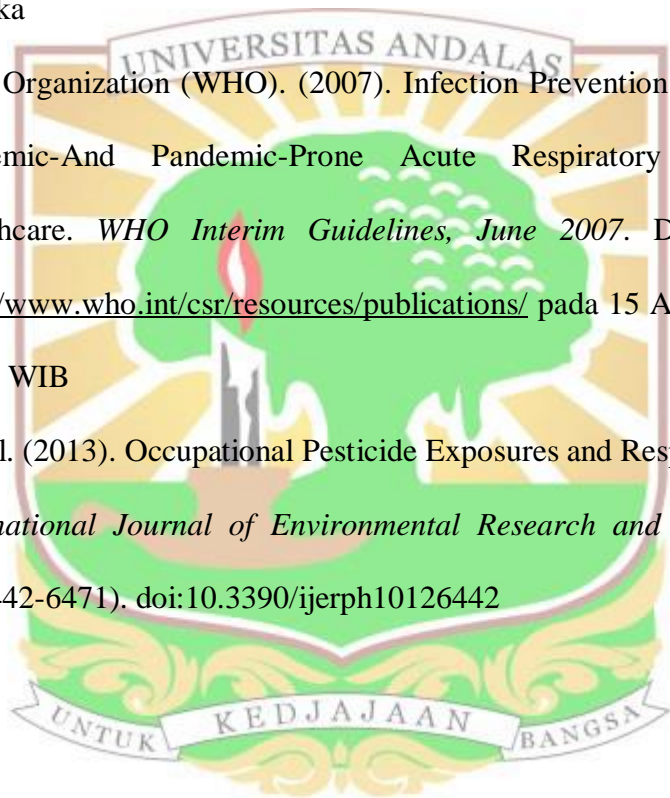 ka
UNIVERSITAS ANDALAS
Organization (WHO). (2007). Infection Prevention
emic-And Pandemic-Prone Acute Respiratory
hcare. WHO Interim Guidelines, June 2007. D
/www.who.int/csr/resources/publications/ pada 15 A
WIB
l. (2013). Occupational Pesticide Exposures and Resp
national Journal of Environmental Research and
42-6471). doi:10.3390/ijerph10126442
UNTUK KEDJAJAAN BANGSA